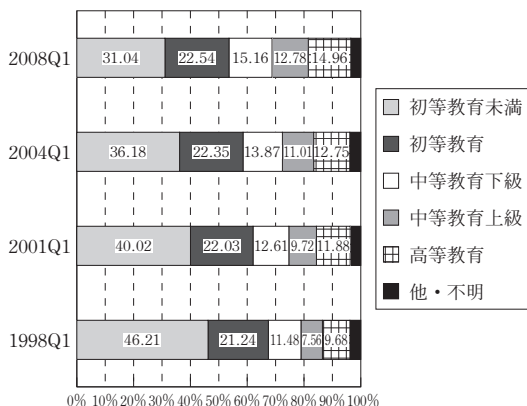 2008Q1 31.04 22.54 15.16 12.78 14.96
2004Q1 36.18 22.35 13.87 11.01 12.75
2001Q1 40.02 22.03 12.61 9.72 11.88
1998Q1 46.21 21.24 11.48 7.56 9.68
0% 10% 20% 30% 40% 50% 60% 70% 80% 90% 100%
初等教育未満
初等教育
中等教育下級
中等教育上級
高等教育
他・不明